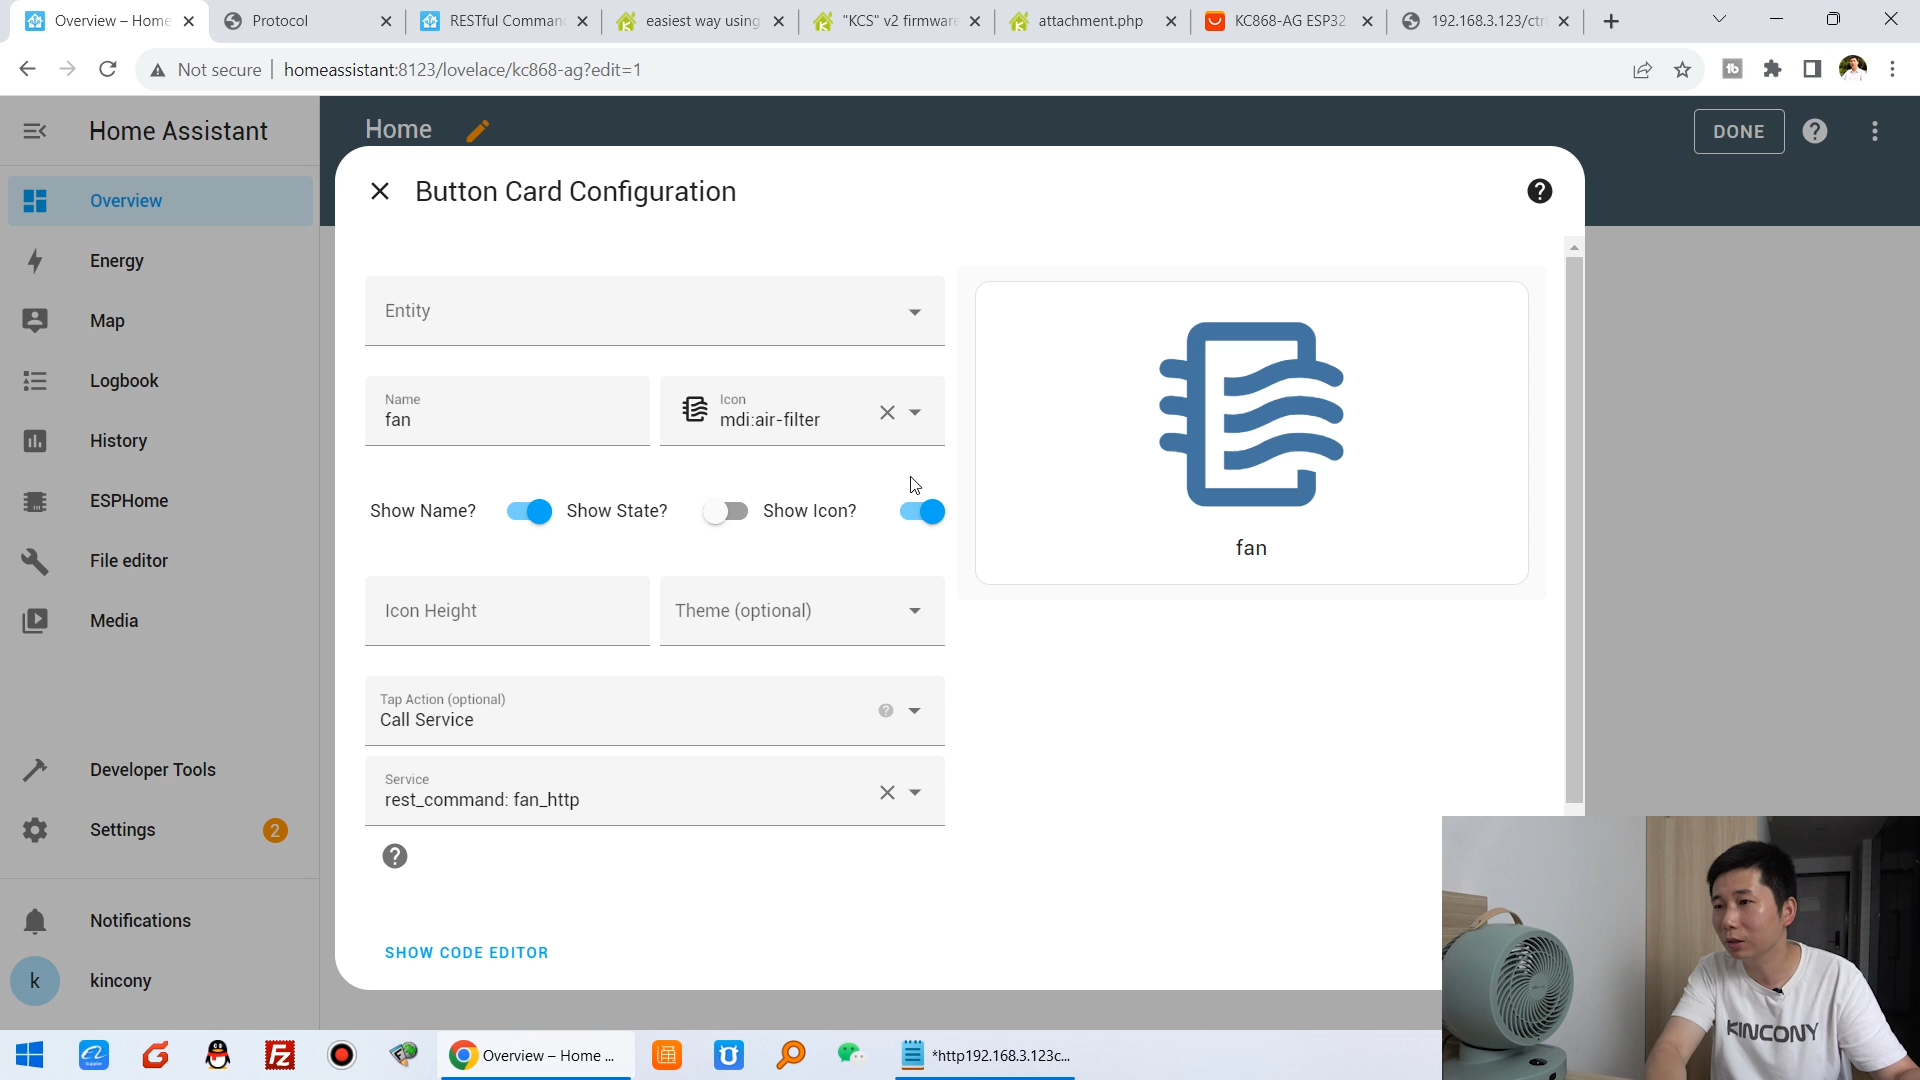 Overview – Home
Protocol
RESTful Comman
easiest way using
"KCS" v2 firmware
attachment.php
KC868-AG ESP32
192.168.3.123/ctrl
Not secure
homeassistant:8123/lovelace/kc868-ag?edit=1
Home Assistant
Home
DONE
Overview
Energy
Map
Logbook
History
ESPHome
File editor
Media
Developer Tools
Settings
2
Notifications
k
kincony
Button Card Configuration
Entity
Name
fan
Icon
mdi:air-filter
Show Name?
Show State?
Show Icon?
Icon Height
Theme (optional)
Tap Action (optional)
Call Service
Service
rest_command: fan_http
SHOW CODE EDITOR
fan
KINCONY
Overview – Home ...
*http192.168.3.123c...